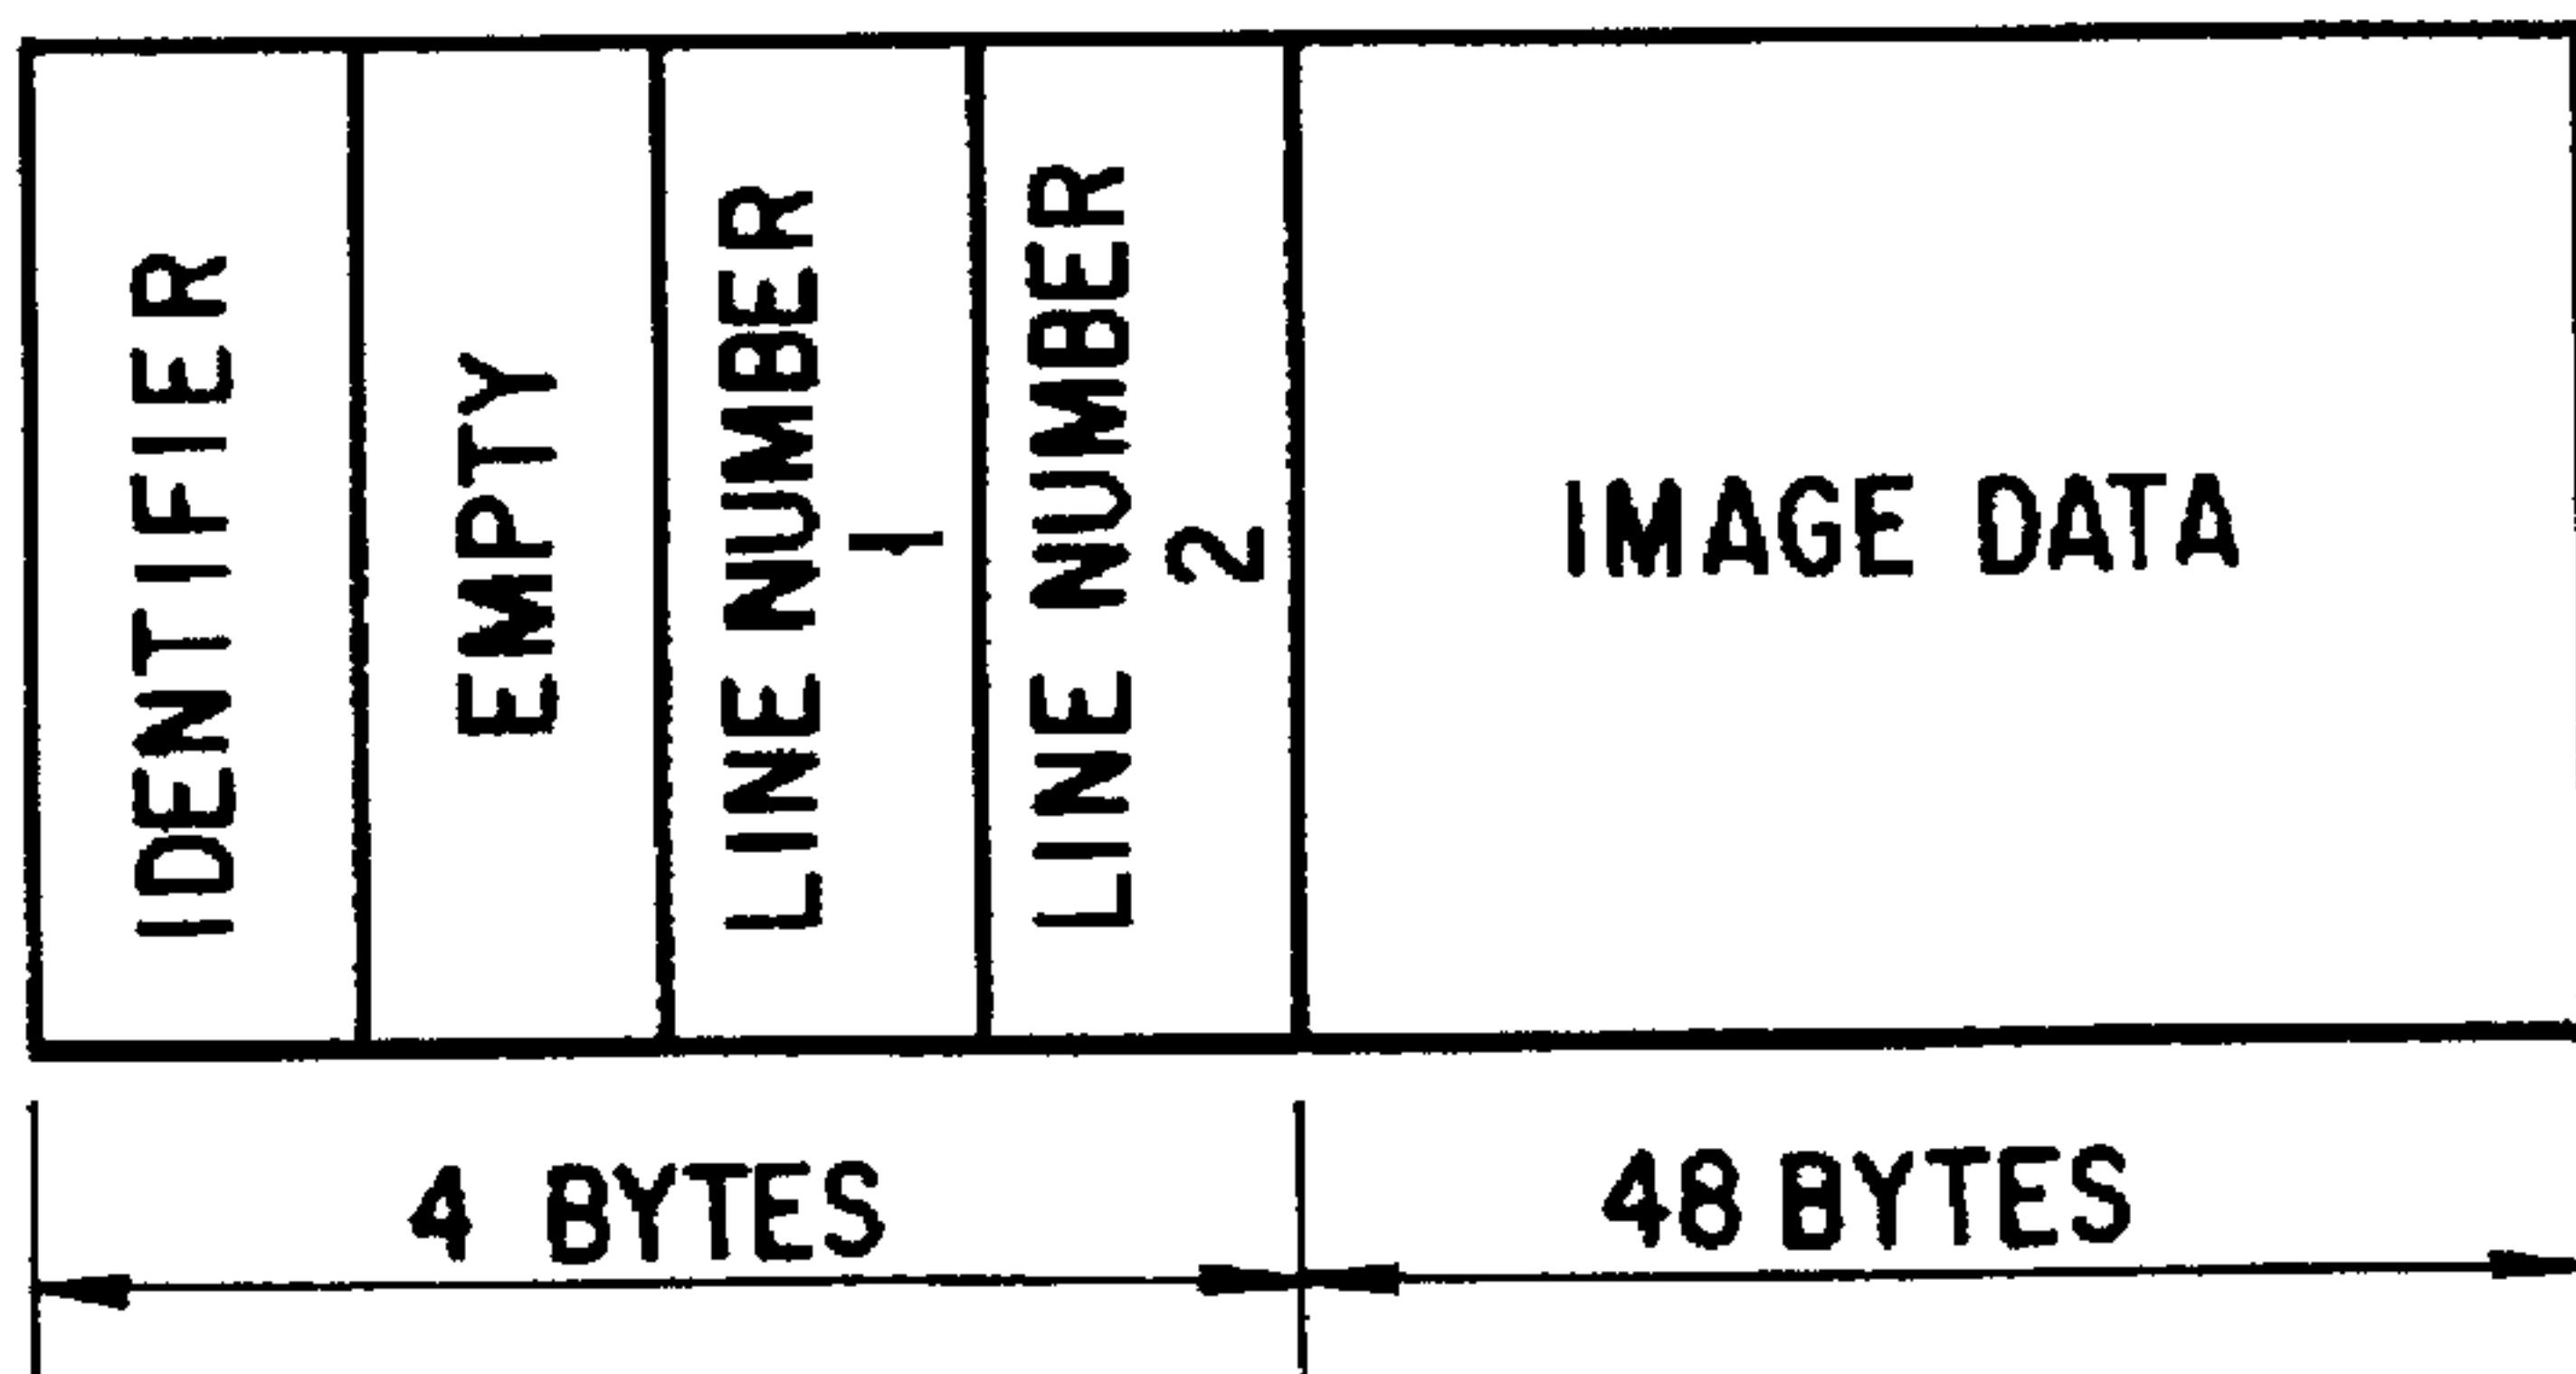 IDENTIFIER
EMPTY
LINE NUMBER
1
LINE NUMBER
2
IMAGE DATA
4 BYTES
48 BYTES